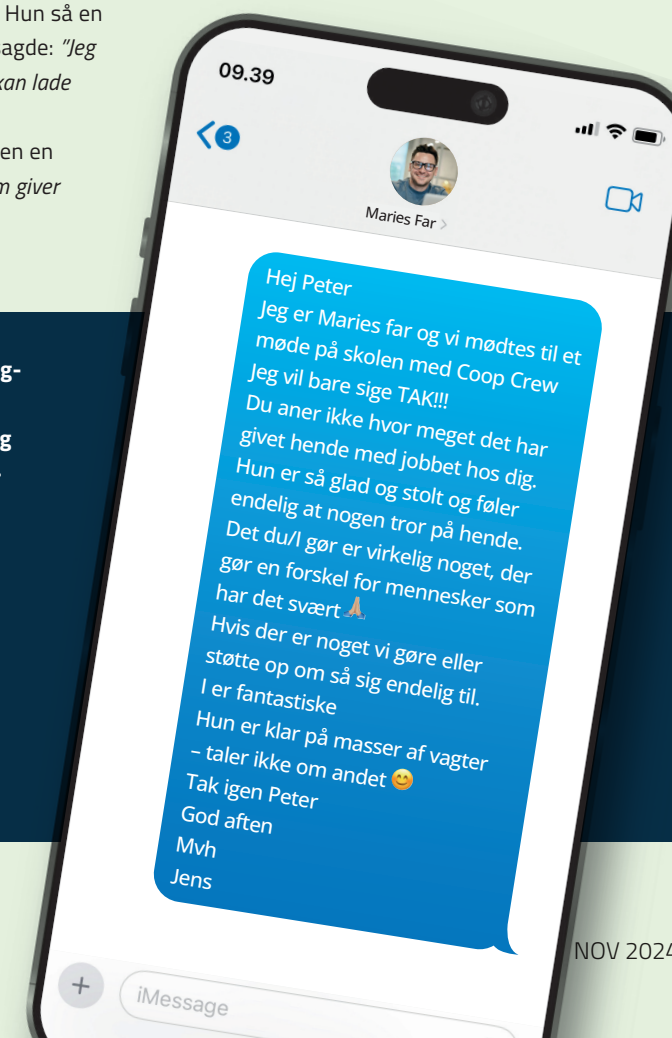 Hun så en
sagde: ”Jeg
kan lade
en en
m giver
g-
g
09.39
3
Maries Far
Hej Peter
Jeg er Maries far og vi mødtes til et
møde på skolen med Coop Crew
Jeg vil bare sige TAK!!!
Du aner ikke hvor meget det har
givet hende med jobbet hos dig.
Hun er så glad og stolt og føler
endelig at nogen tror på hende.
Det du/I gør er virkelig noget, der
gør en forskel for mennesker som
har det svært 🙏🏼
Hvis der er noget vi gøre eller
støtte op om så sig endelig til.
I er fantastiske
Hun er klar på masser af vagter
– taler ikke om andet 😊
Tak igen Peter
God aften
Mvh
Jens
iMessage
NOV 2024